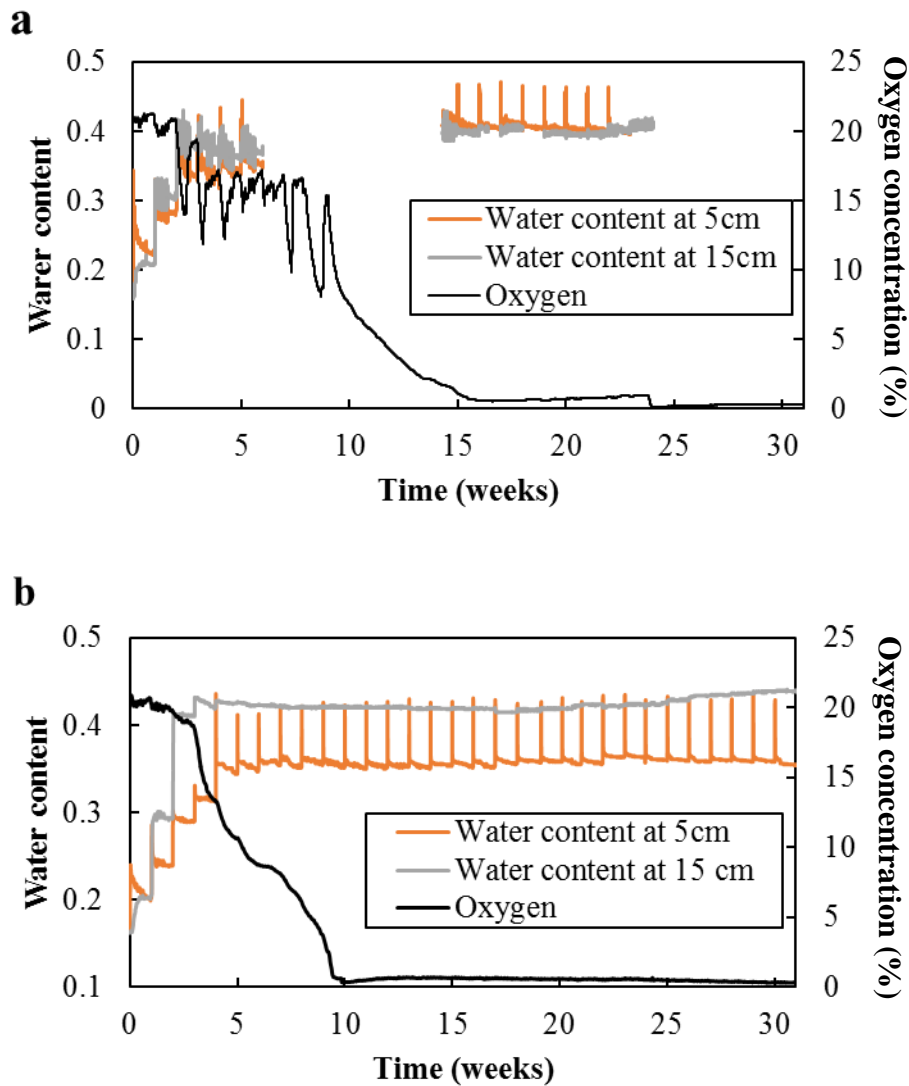 a
0.5
0.4
0.3
0.2
0.1
0
Warer content
25
20
15
10
5
0
Oxygen concentration (%)
Water content at 5cm
Water content at 15cm
Oxygen
0 5 10 15 20 25 30
Time (weeks)
b
0.5
0.4
0.3
0.2
0.1
Water content
25
20
15
10
5
0
Oxygen concentration (%)
Water content at 5cm
Water content at 15 cm
Oxygen
0 5 10 15 20 25 30
Time (weeks)